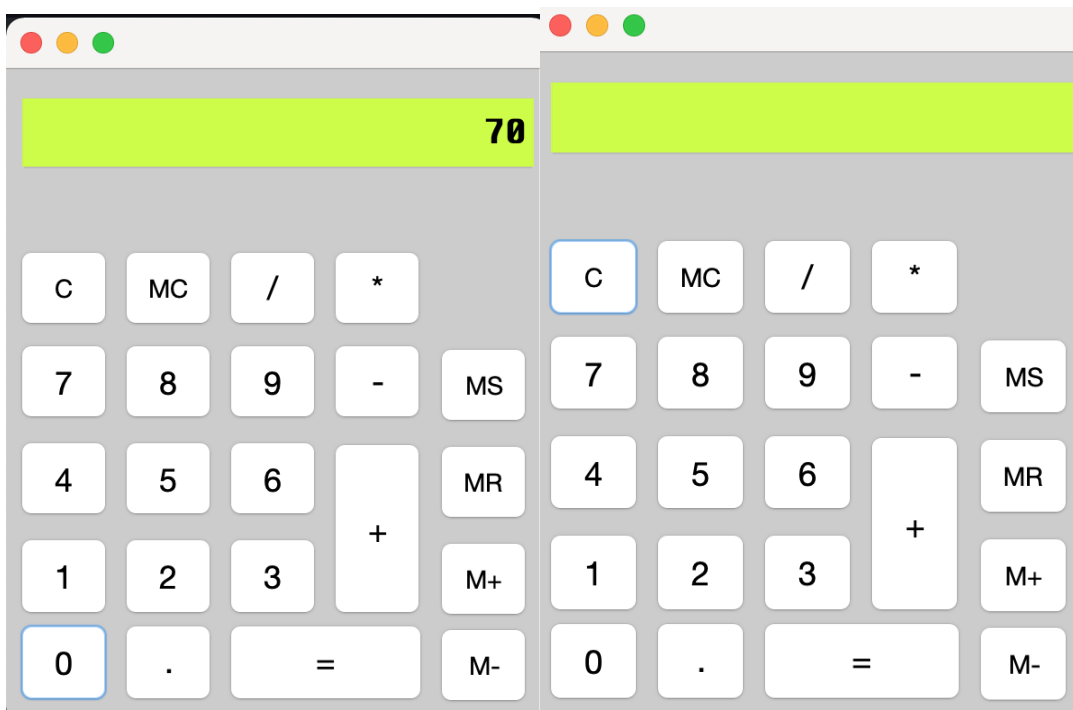 70
C MC / *
7 8 9 - MS
4 5 6 MR
+
1 2 3 M+
0 . = M-
C MC / *
7 8 9 - MS
4 5 6 MR
+
1 2 3 M+
0 . = M-